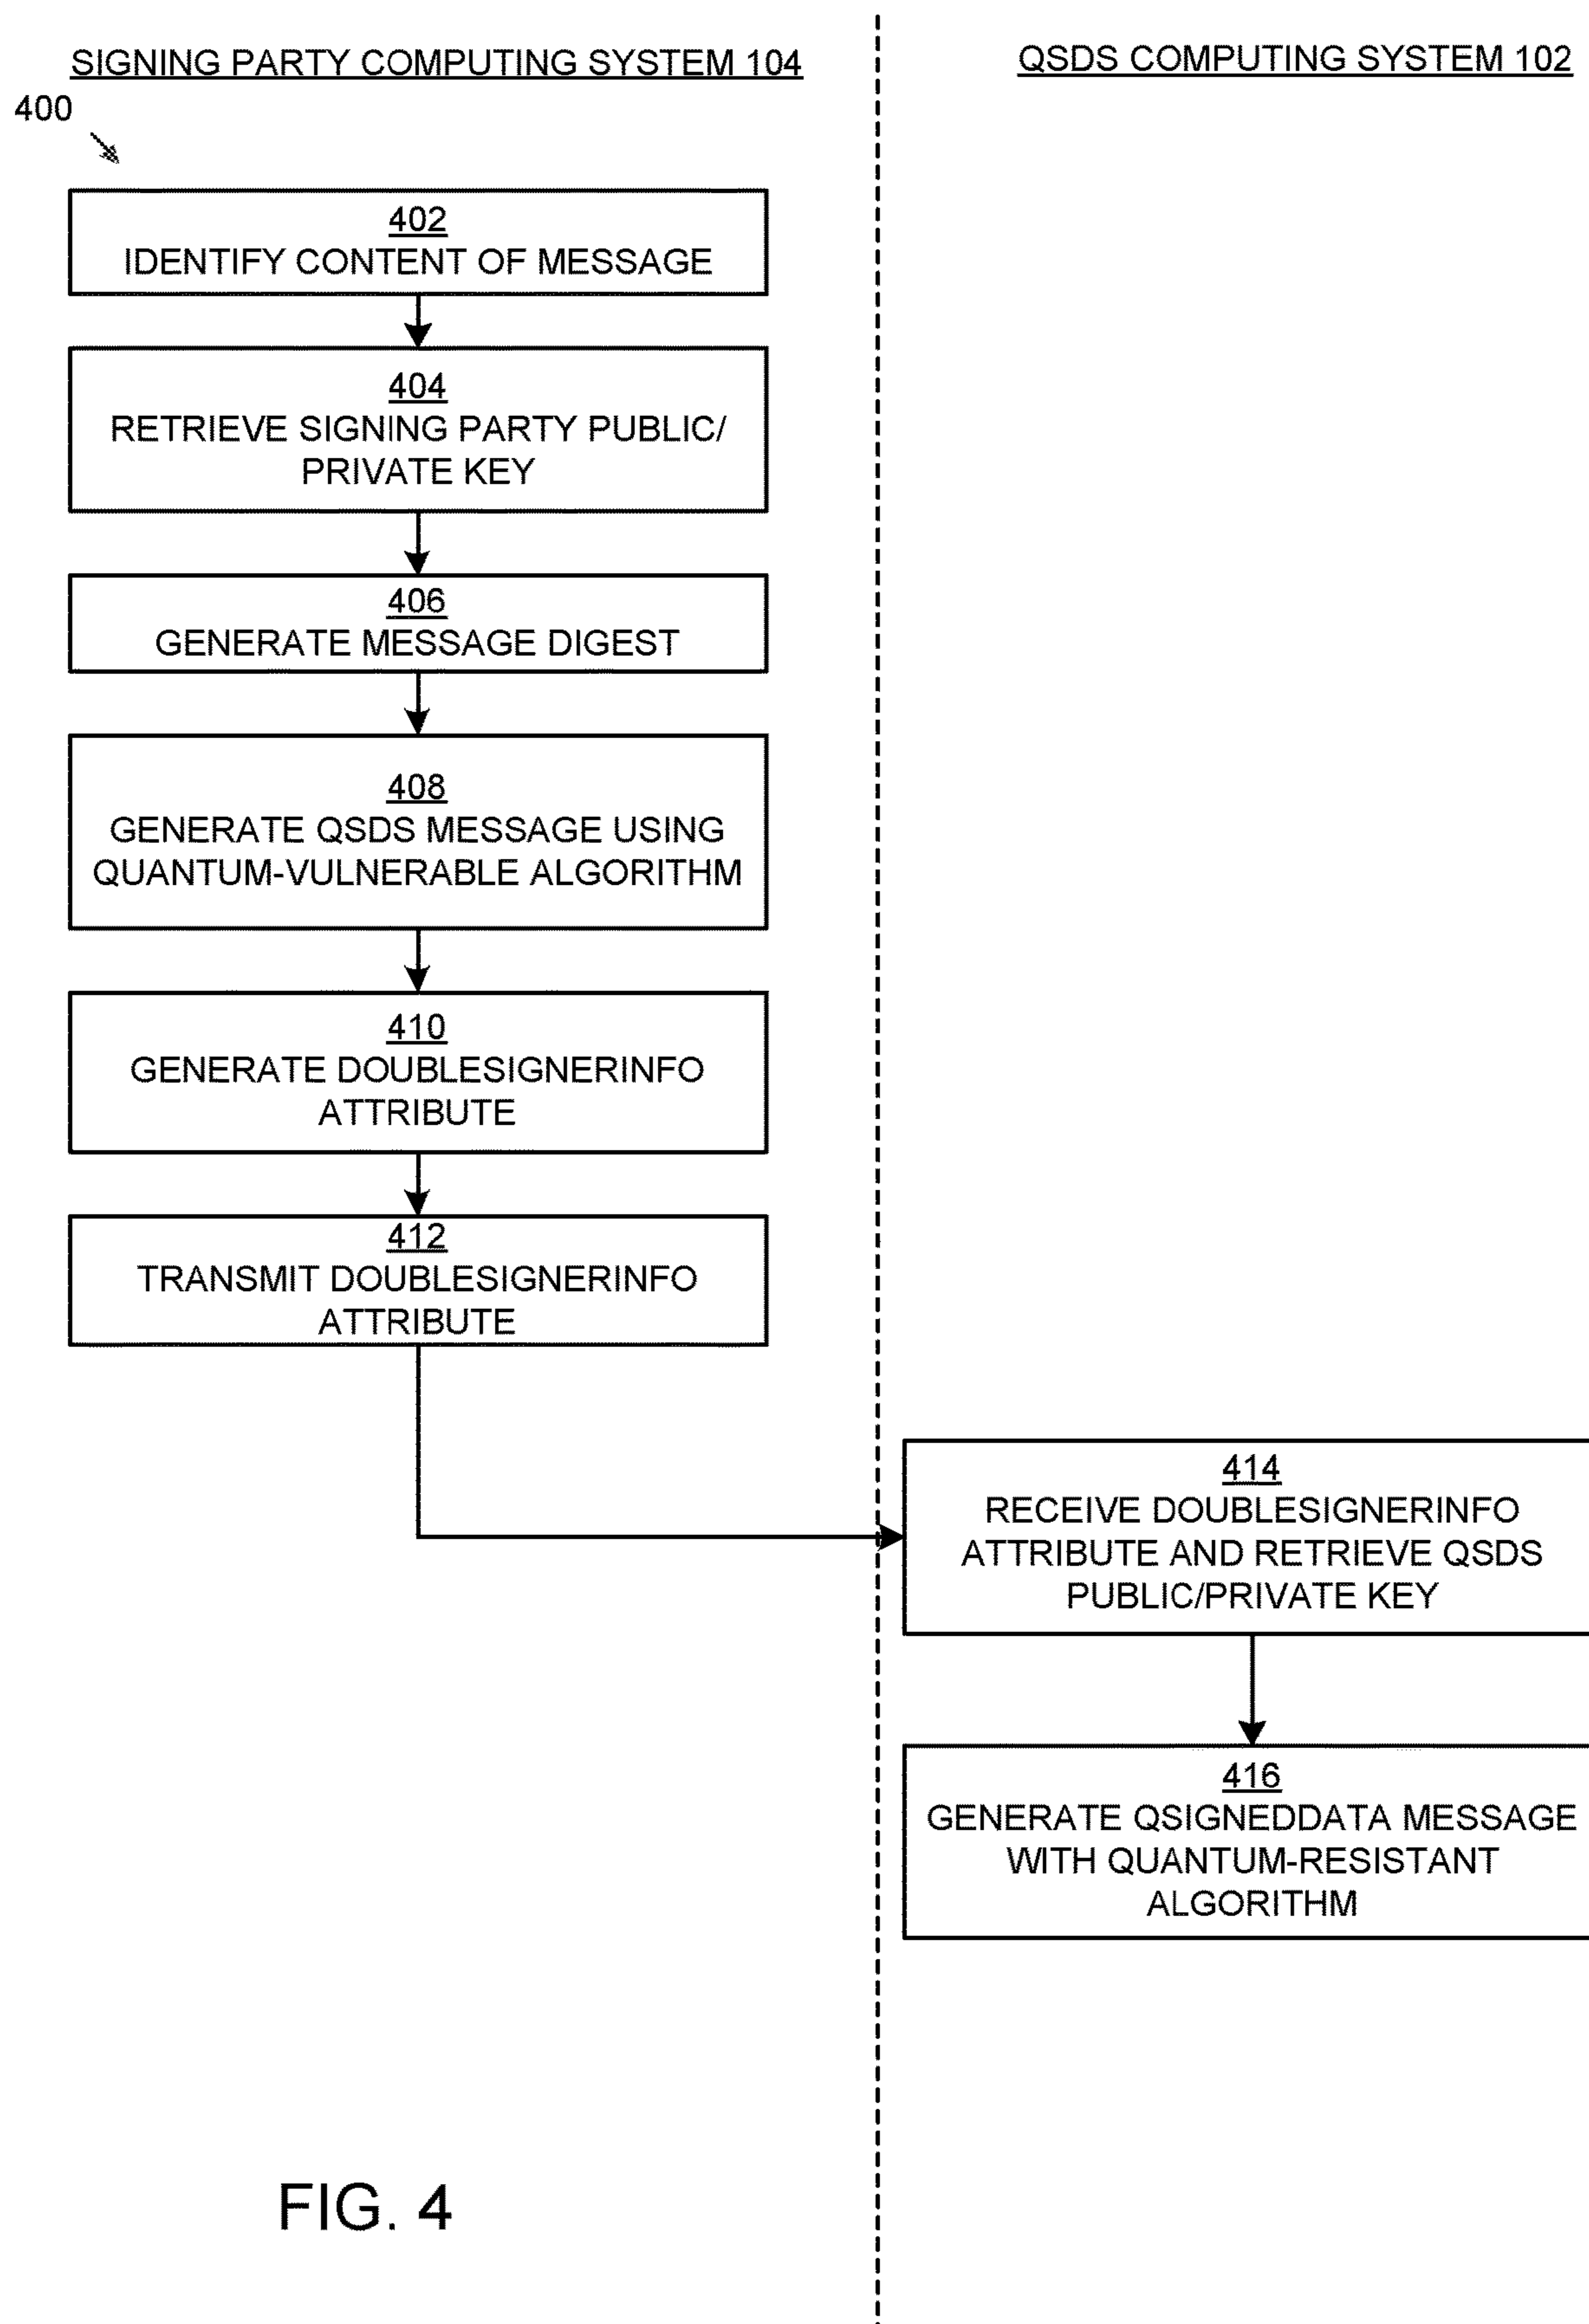 SIGNING PARTY COMPUTING SYSTEM 104
QSDS COMPUTING SYSTEM 102
400
402
IDENTIFY CONTENT OF MESSAGE
404
RETRIEVE SIGNING PARTY PUBLIC/
PRIVATE KEY
406
GENERATE MESSAGE DIGEST
408
GENERATE QSDS MESSAGE USING
QUANTUM-VULNERABLE ALGORITHM
410
GENERATE DOUBLESIGNERINFO
ATTRIBUTE
412
TRANSMIT DOUBLESIGNERINFO
ATTRIBUTE
414
RECEIVE DOUBLESIGNERINFO
ATTRIBUTE AND RETRIEVE QSDS
PUBLIC/PRIVATE KEY
416
GENERATE QSIGNEDDATA MESSAGE
WITH QUANTUM-RESISTANT
ALGORITHM
FIG. 4